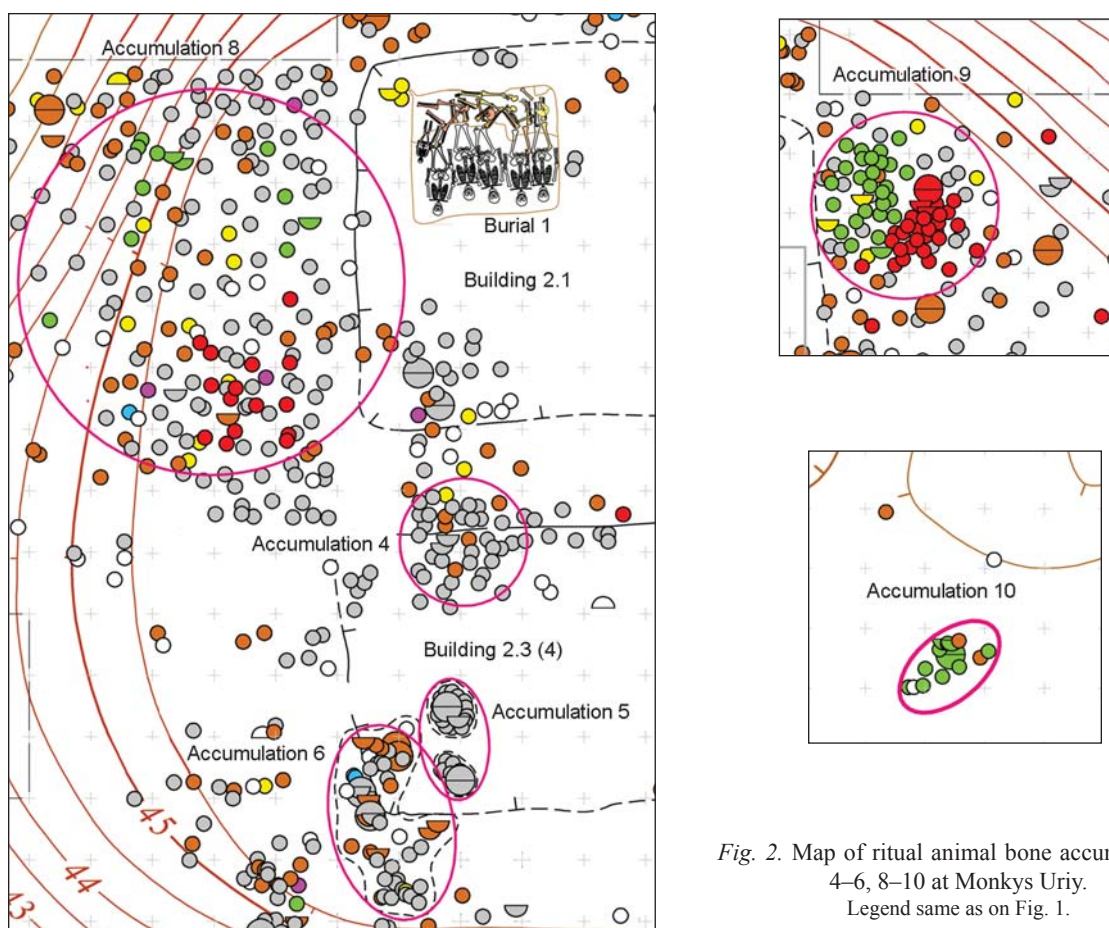 Accumulation 8
Burial 1
Building 2.1
Accumulation 4
Building 2.3 (4)
Accumulation 5
Accumulation 6
45
44
43
Accumulation 9
Accumulation 10
Fig. 2. Map of ritual animal bone accum
4–6, 8–10 at Monkys Uriy.
Legend same as on Fig. 1.